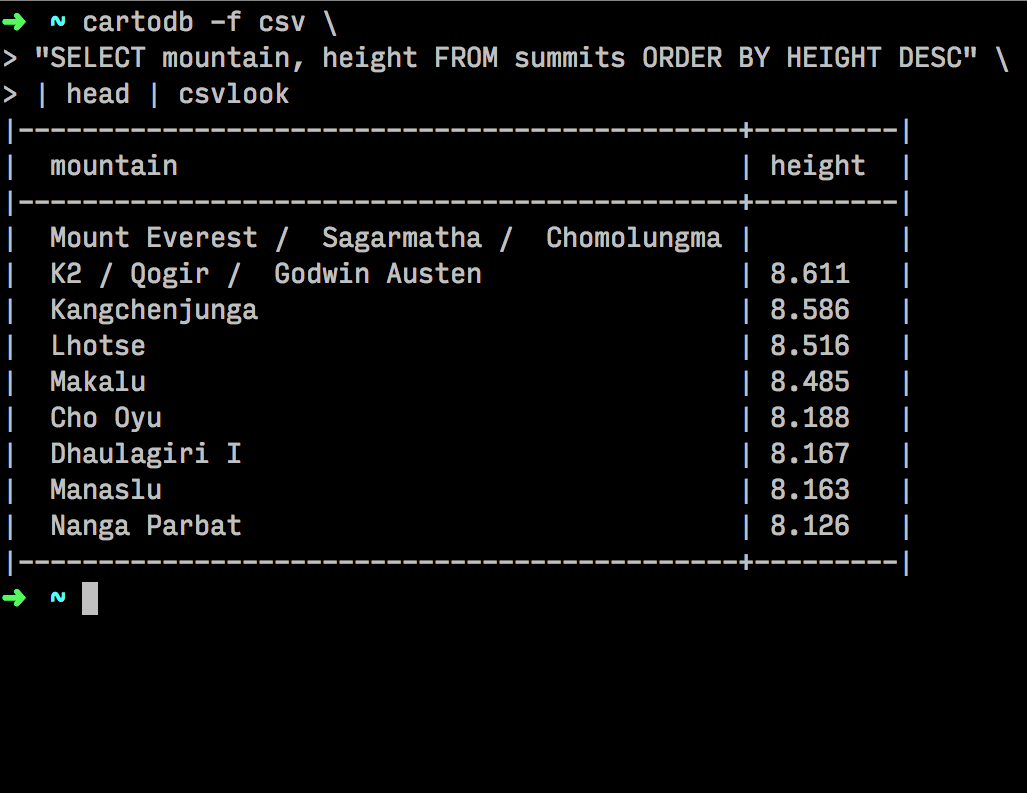 ➜  ~ cartodb -f csv \
> "SELECT mountain, height FROM summits ORDER BY HEIGHT DESC" \
> | head | csvlook
|---------------------------------------------+---------|
|  mountain                                   | height  |
|---------------------------------------------+---------|
|  Mount Everest /  Sagarmatha /  Chomolungma |         |
|  K2 / Qogir /  Godwin Austen                | 8.611   |
|  Kangchenjunga                              | 8.586   |
|  Lhotse                                     | 8.516   |
|  Makalu                                     | 8.485   |
|  Cho Oyu                                    | 8.188   |
|  Dhaulagiri I                               | 8.167   |
|  Manaslu                                    | 8.163   |
|  Nanga Parbat                               | 8.126   |
|---------------------------------------------+---------|
➜  ~